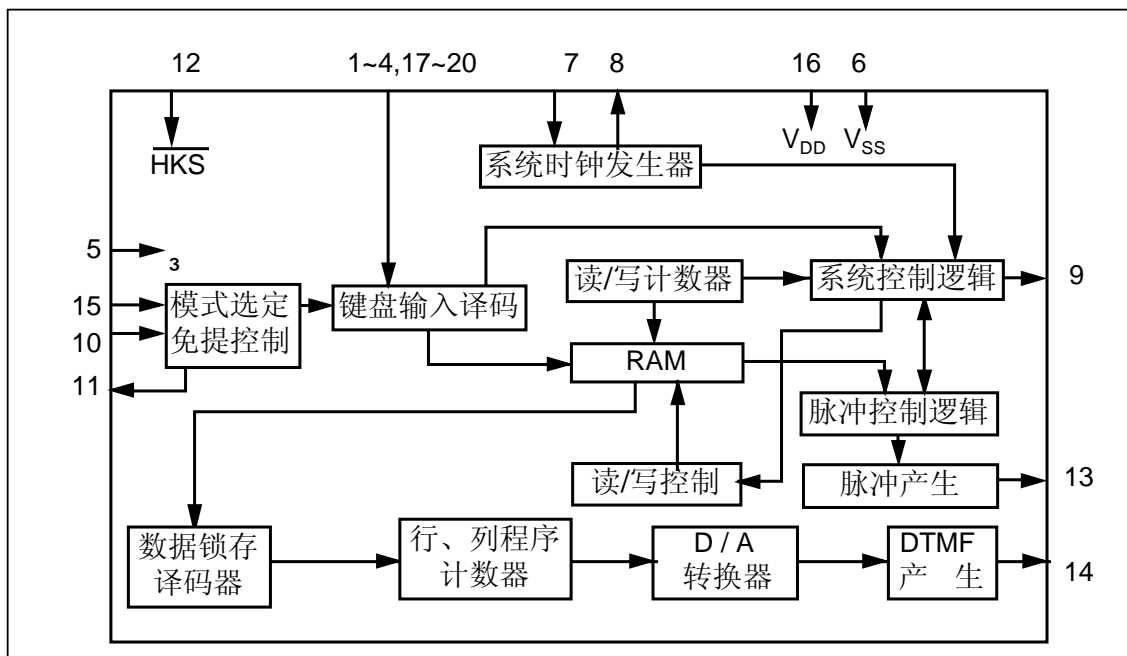 12
1~4,17~20
7
8
16
6
HKS
VDD
VSS
系统时钟发生器
5
3
15
10
11
模式选定
免提控制
键盘输入译码
读/写计数器
系统控制逻辑
9
RAM
脉冲控制逻辑
读/写控制
脉冲产生
13
数据锁存
译码器
行、列程序
计数器
D / A
转换器
DTMF
产 生
14